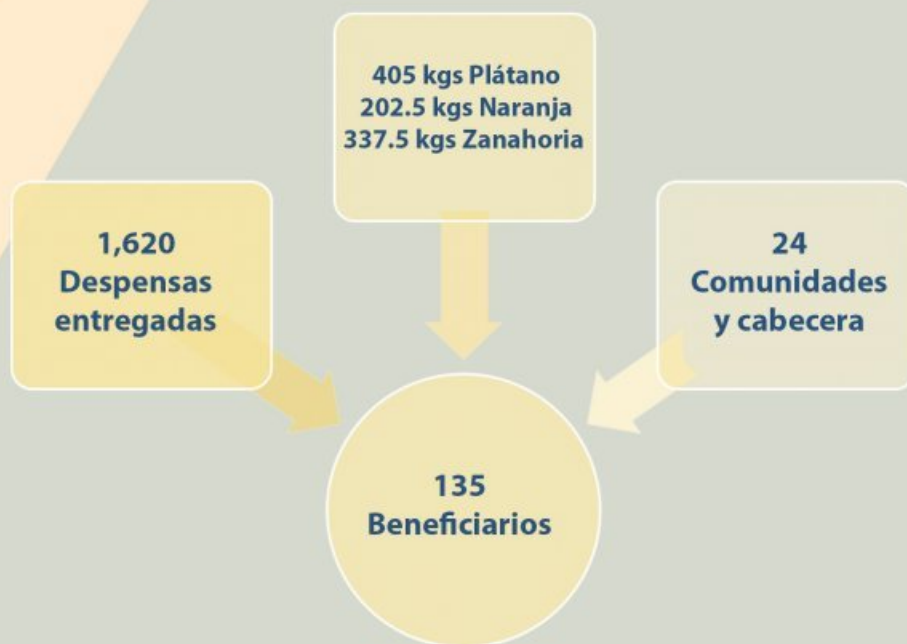 405 kgs Plátano
202.5 kgs Naranja
337.5 kgs Zanahoria
1,620
Despensas
entregadas
24
Comunidades
y cabecera
135
Beneficiarios